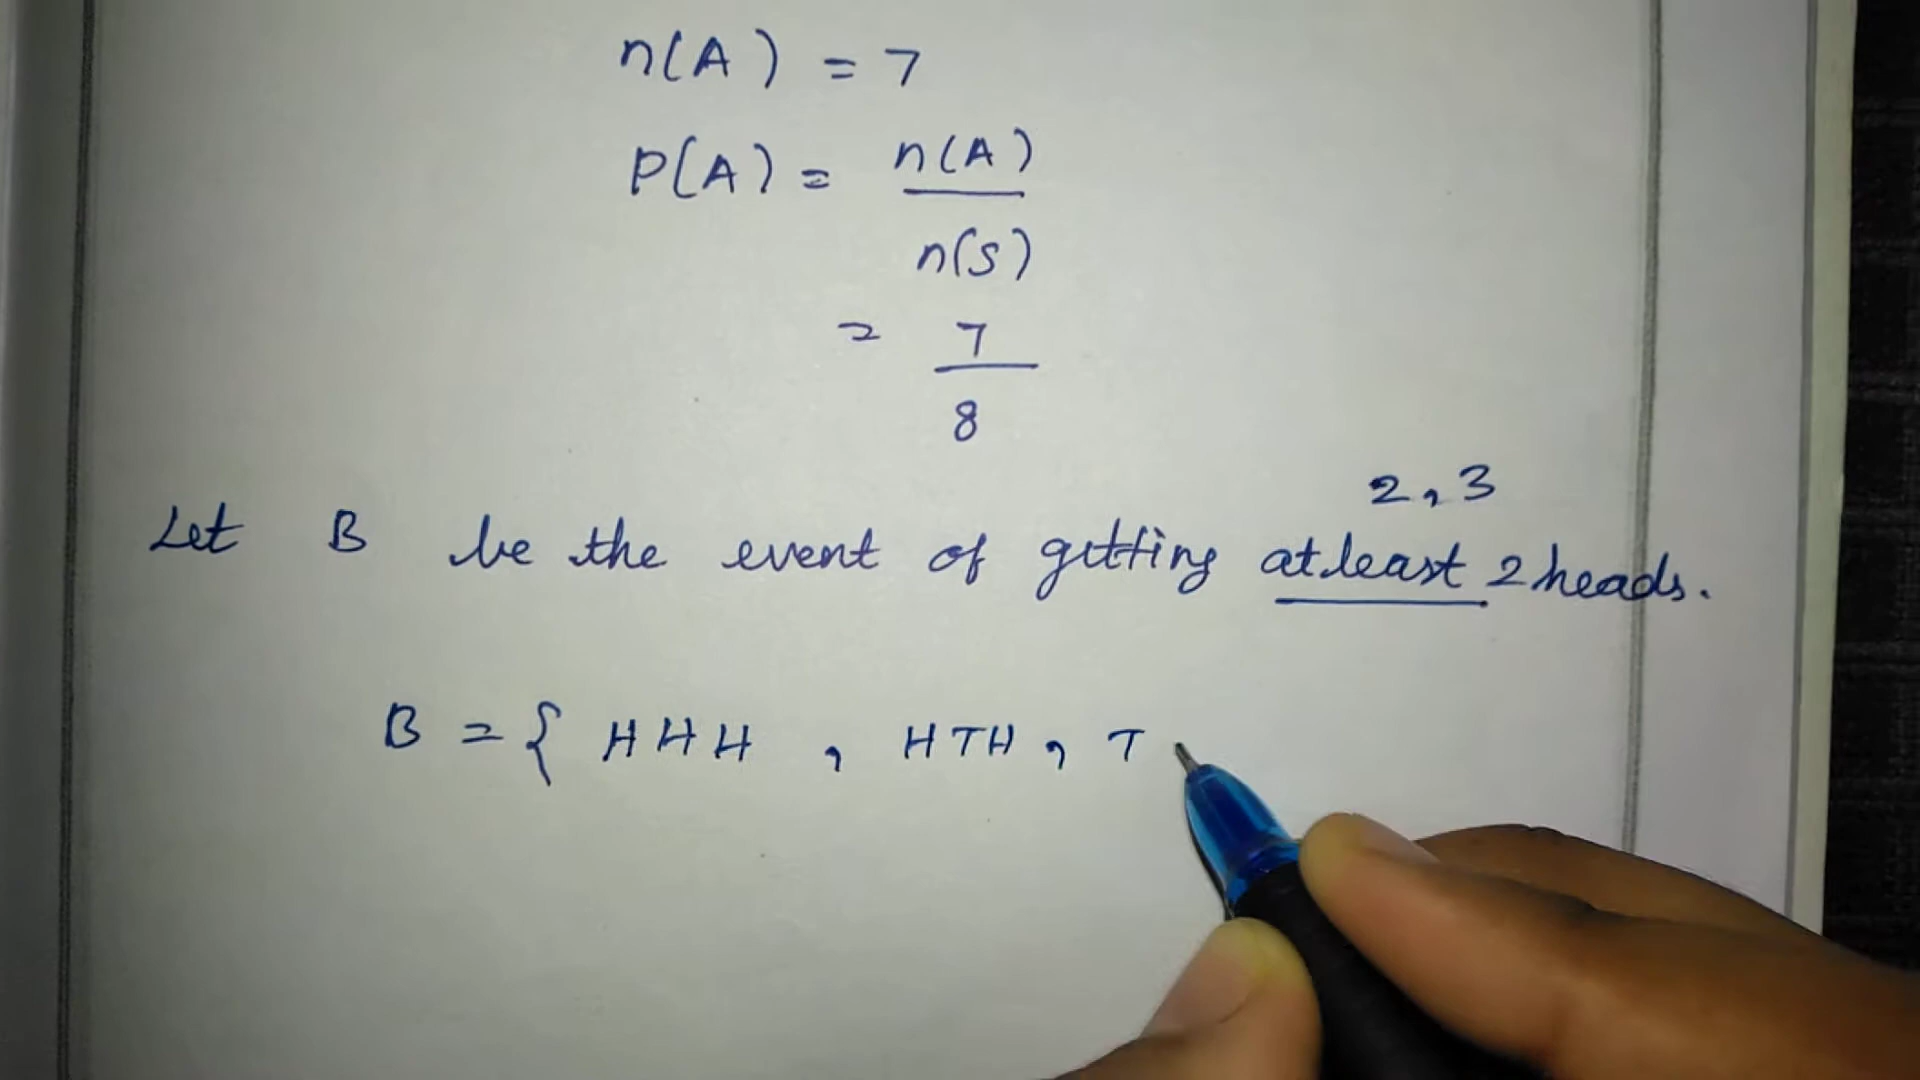 n(A) = 7
P(A) = n(A)
n(S)
= 7
8
2, 3
Let B be the event of getting atleast 2 heads.
B = { HHH , HTH , T